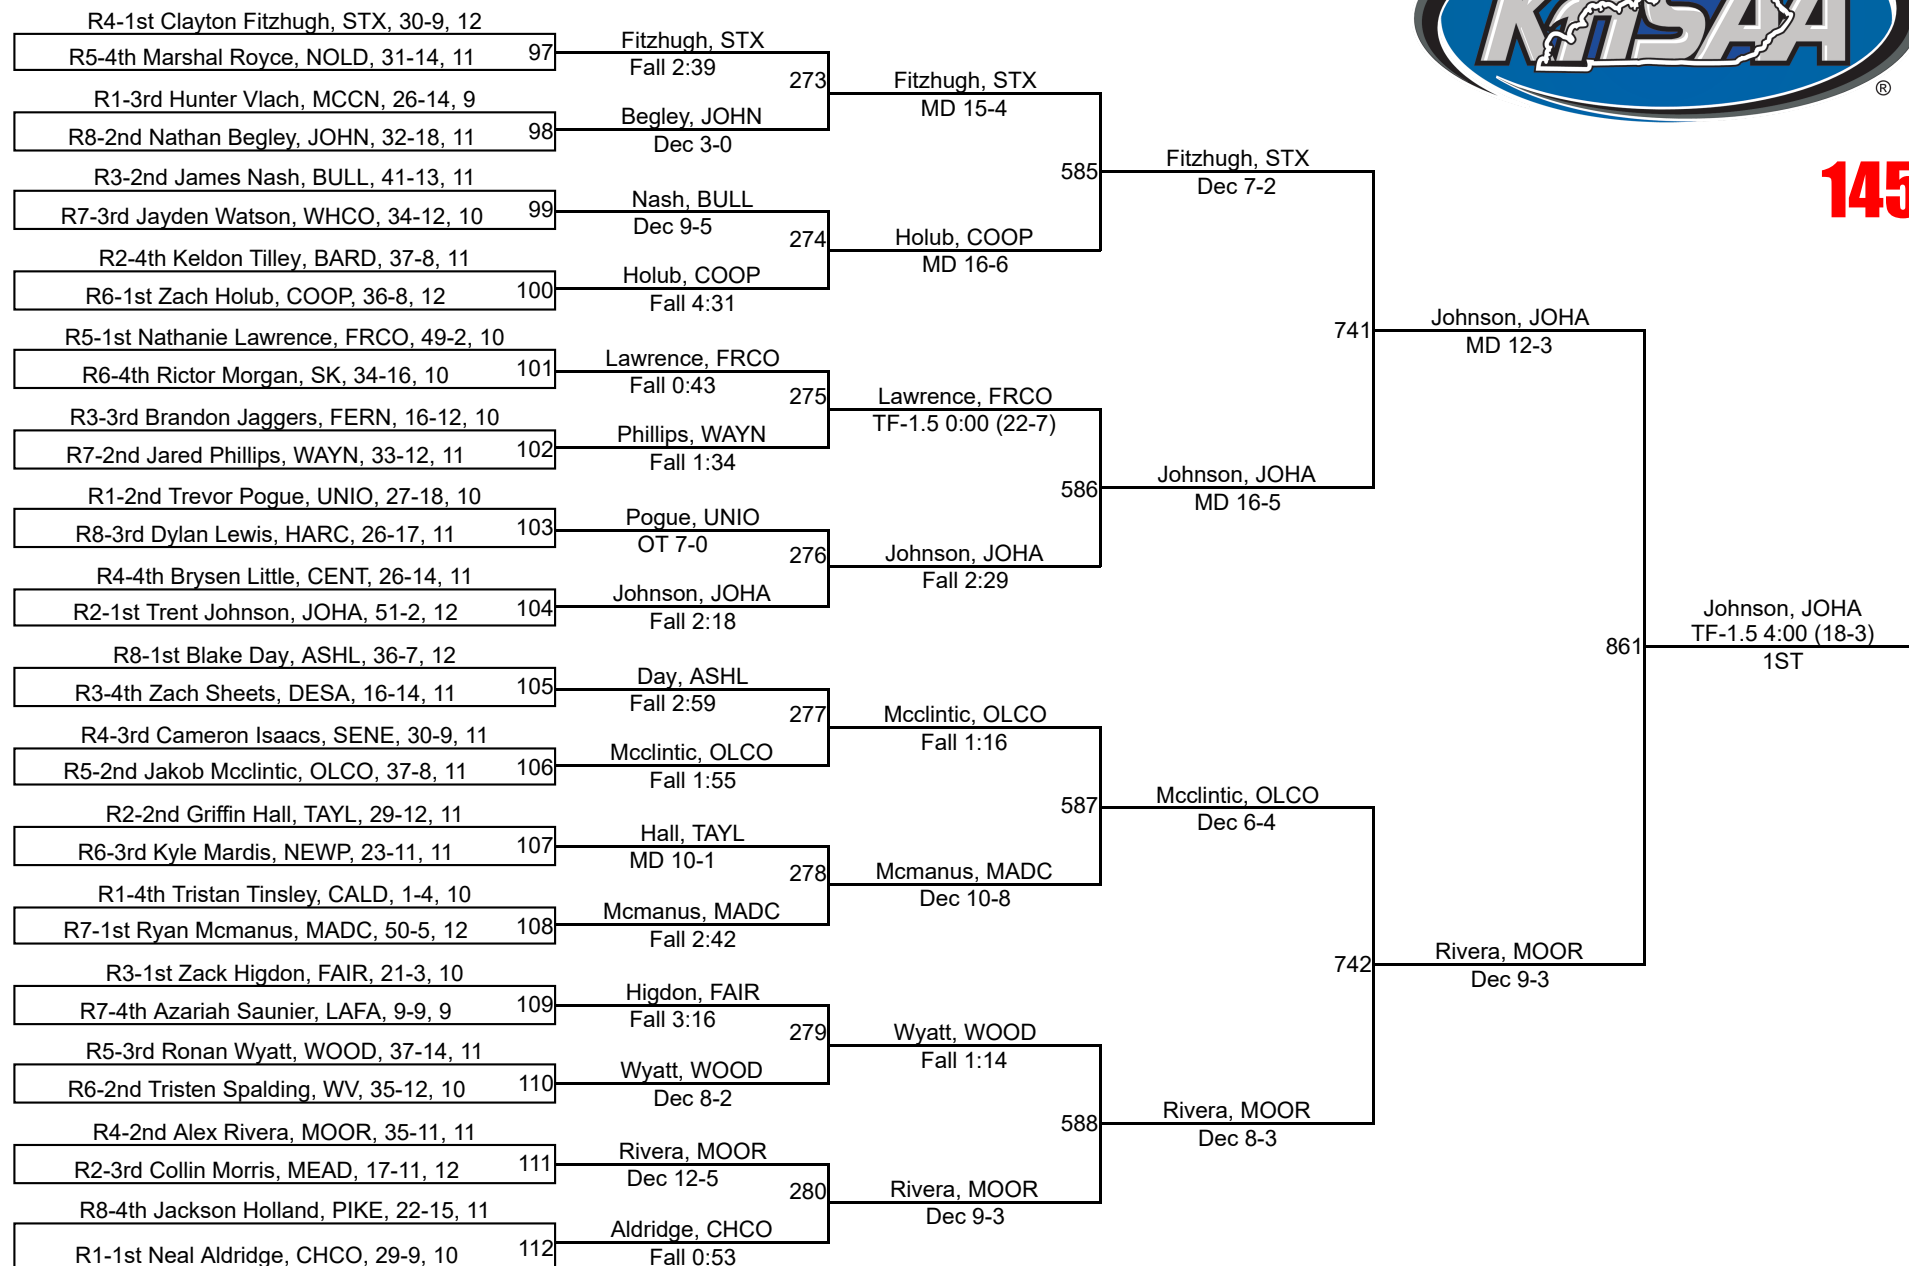 KHSAA
®
145
R4-1st Clayton Fitzhugh, STX, 30-9, 12
R5-4th Marshal Royce, NOLD, 31-14, 11
97
R1-3rd Hunter Vlach, MCCN, 26-14, 9
R8-2nd Nathan Begley, JOHN, 32-18, 11
98
R3-2nd James Nash, BULL, 41-13, 11
R7-3rd Jayden Watson, WHCO, 34-12, 10
99
R2-4th Keldon Tilley, BARD, 37-8, 11
R6-1st Zach Holub, COOP, 36-8, 12
100
R5-1st Nathanie Lawrence, FRCO, 49-2, 10
R6-4th Rictor Morgan, SK, 34-16, 10
101
R3-3rd Brandon Jaggers, FERN, 16-12, 10
R7-2nd Jared Phillips, WAYN, 33-12, 11
102
R1-2nd Trevor Pogue, UNIO, 27-18, 10
R8-3rd Dylan Lewis, HARC, 26-17, 11
103
R4-4th Brysen Little, CENT, 26-14, 11
R2-1st Trent Johnson, JOHA, 51-2, 12
104
R8-1st Blake Day, ASHL, 36-7, 12
R3-4th Zach Sheets, DESA, 16-14, 11
105
R4-3rd Cameron Isaacs, SENE, 30-9, 11
R5-2nd Jakob Mcclintic, OLCO, 37-8, 11
106
R2-2nd Griffin Hall, TAYL, 29-12, 11
R6-3rd Kyle Mardis, NEWP, 23-11, 11
107
R1-4th Tristan Tinsley, CALD, 1-4, 10
R7-1st Ryan Mcmanus, MADC, 50-5, 12
108
R3-1st Zack Higdon, FAIR, 21-3, 10
R7-4th Azariah Saunier, LAFA, 9-9, 9
109
R5-3rd Ronan Wyatt, WOOD, 37-14, 11
R6-2nd Tristen Spalding, WV, 35-12, 10
110
R4-2nd Alex Rivera, MOOR, 35-11, 11
R2-3rd Collin Morris, MEAD, 17-11, 12
111
R8-4th Jackson Holland, PIKE, 22-15, 11
R1-1st Neal Aldridge, CHCO, 29-9, 10
112
Fitzhugh, STX
Fall 2:39
273
Begley, JOHN
Dec 3-0
Nash, BULL
Dec 9-5
274
Holub, COOP
Fall 4:31
Lawrence, FRCO
Fall 0:43
275
Phillips, WAYN
Fall 1:34
Pogue, UNIO
OT 7-0
276
Johnson, JOHA
Fall 2:18
Day, ASHL
Fall 2:59
277
Mcclintic, OLCO
Fall 1:55
Hall, TAYL
MD 10-1
278
Mcmanus, MADC
Fall 2:42
Higdon, FAIR
Fall 3:16
279
Wyatt, WOOD
Dec 8-2
Rivera, MOOR
Dec 12-5
280
Aldridge, CHCO
Fall 0:53
Fitzhugh, STX
MD 15-4
585
Holub, COOP
MD 16-6
Lawrence, FRCO
TF-1.5 0:00 (22-7)
586
Johnson, JOHA
Fall 2:29
Mcclintic, OLCO
Fall 1:16
587
Mcmanus, MADC
Dec 10-8
Wyatt, WOOD
Fall 1:14
588
Rivera, MOOR
Dec 9-3
Fitzhugh, STX
Dec 7-2
741
Johnson, JOHA
MD 16-5
Mcclintic, OLCO
Dec 6-4
742
Rivera, MOOR
Dec 8-3
Johnson, JOHA
MD 12-3
861
Rivera, MOOR
Dec 9-3
Johnson, JOHA
TF-1.5 4:00 (18-3)
1ST